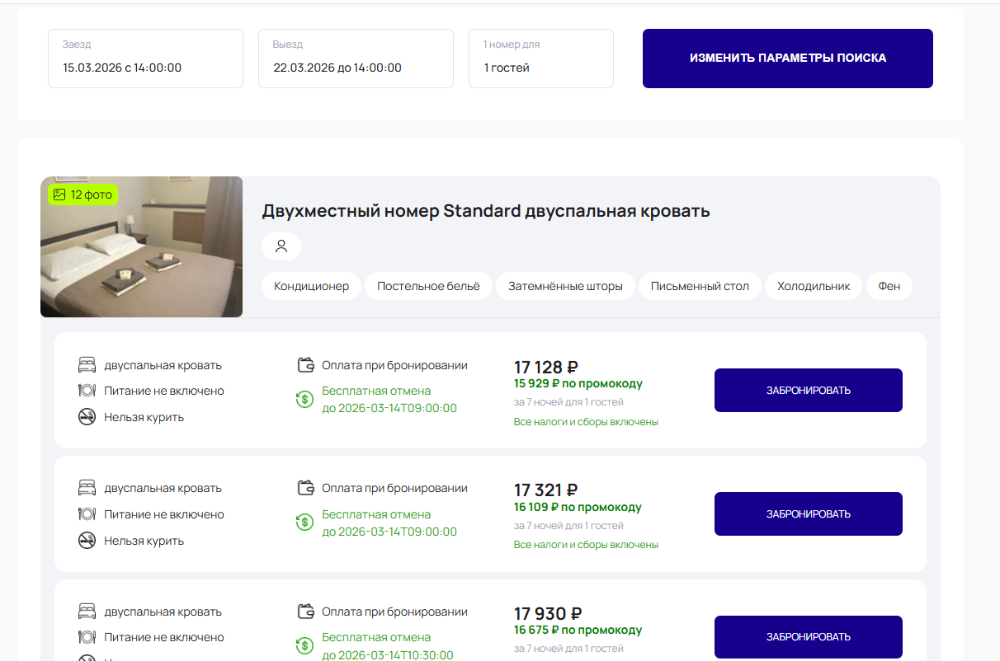 Заезд
15.03.2026 с 14:00:00
Выезд
22.03.2026 до 14:00:00
1 номер для
1 гостей
ИЗМЕНИТЬ ПАРАМЕТРЫ ПОИСКА
12 фото
Двухместный номер Standard двуспальная кровать
Кондиционер
Постельное бельё
Затемнённые шторы
Письменный стол
Холодильник
Фен
двуспальная кровать
Питание не включено
Нельзя курить
Оплата при бронировании
Бесплатная отмена
до 2026-03-14T09:00:00
17 128 ₽
15 929 ₽ по промокоду
за 7 ночей для 1 гостей
Все налоги и сборы включены
ЗАБРОНИРОВАТЬ
двуспальная кровать
Питание не включено
Нельзя курить
Оплата при бронировании
Бесплатная отмена
до 2026-03-14T09:00:00
17 321 ₽
16 109 ₽ по промокоду
за 7 ночей для 1 гостей
Все налоги и сборы включены
ЗАБРОНИРОВАТЬ
двуспальная кровать
Питание не включено
Оплата при бронировании
Бесплатная отмена
до 2026-03-14T10:30:00
17 930 ₽
16 675 ₽ по промокоду
за 7 ночей для 1 гостей
ЗАБРОНИРОВАТЬ